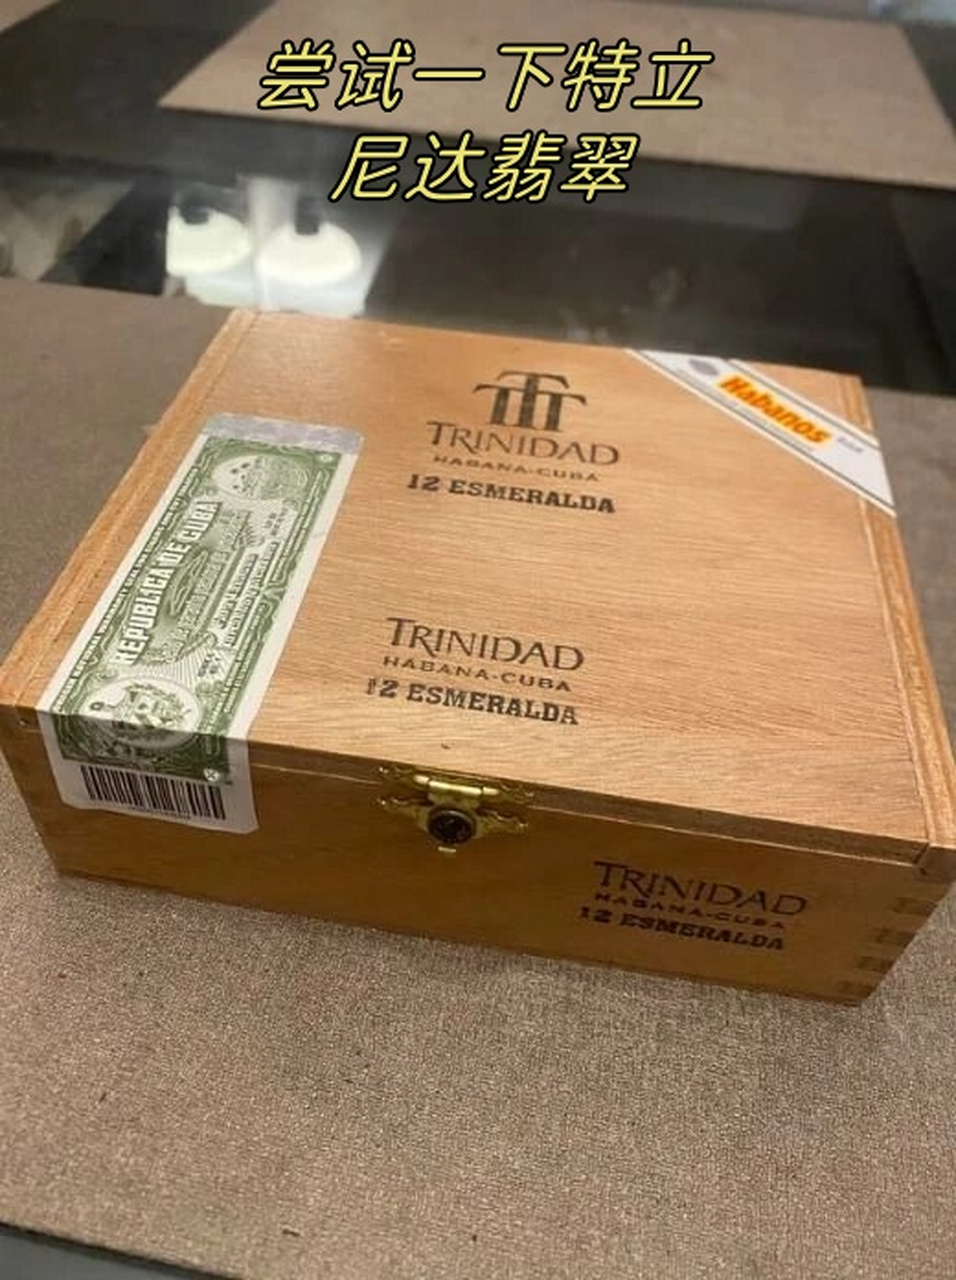 尝试一下特立
尼达翡翠
Habanos
TRINIDAD
HABANA-CUBA
12 ESMERALDA
REPUBLICA DE CUBA
TRINIDAD
HABANA-CUBA
12 ESMERALDA
TRINIDAD
HABANA-CUBA
12 ESMERALDA